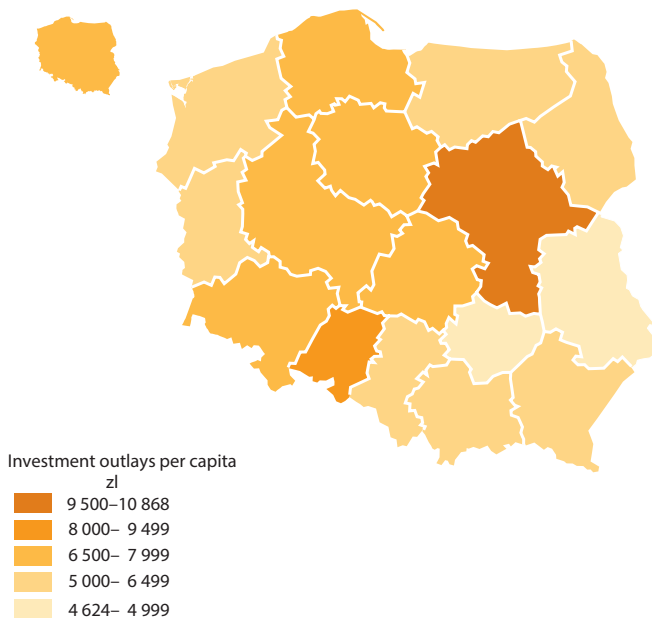 Investment outlays per capita
zl
9 500–10 868
8 000– 9 499
6 500– 7 999
5 000– 6 499
4 624– 4 999